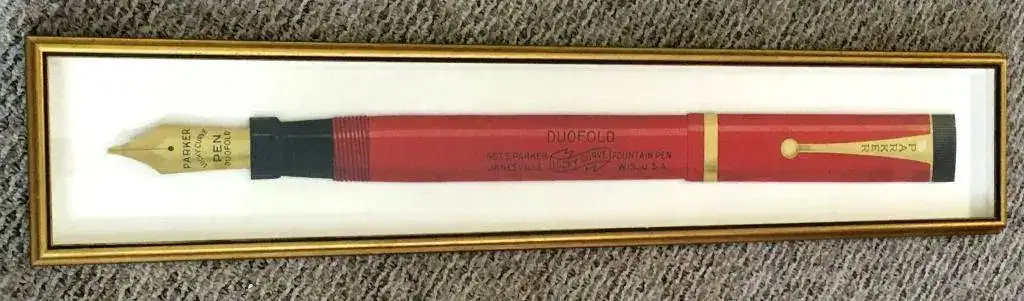 PARKER
LUCKY CURVE
PEN
DUOFOLD
DUOFOLD
GEO. S. PARKER LUCKY CURVE FOUNTAIN PEN
JANESVILLE WIS. U.S.A.
PARKER